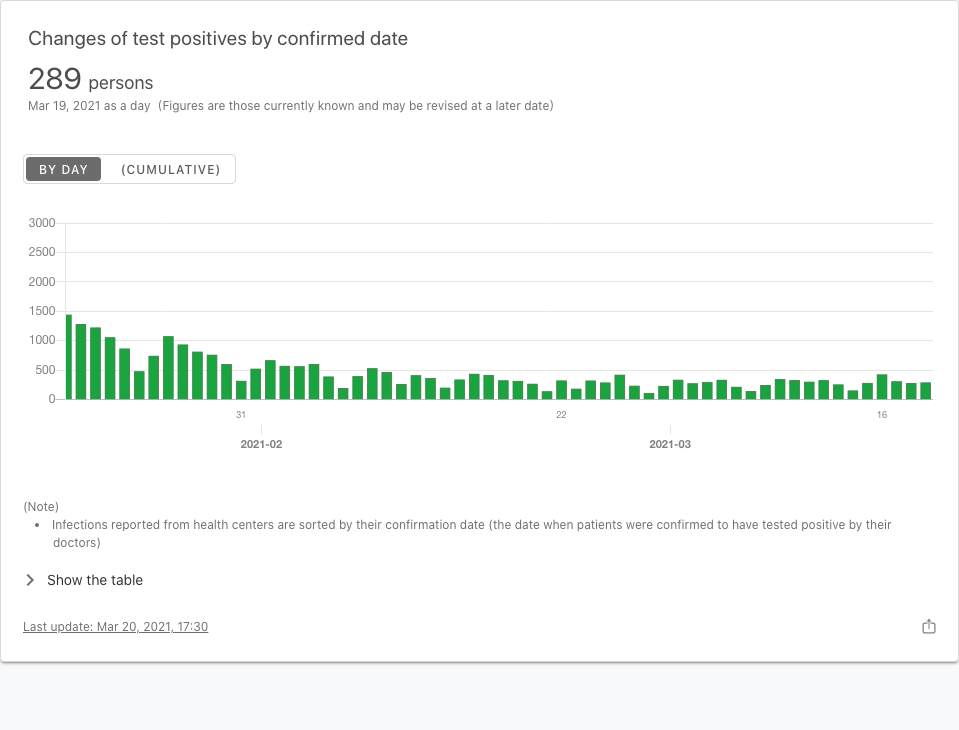 Changes of test positives by confirmed date
289 persons
Mar 19, 2021 as a day (Figures are those currently known and may be revised at a later date)
BY DAY (CUMULATIVE)
3000
2500
2000
1500
1000
500
0
31 22 16
2021-02 2021-03
(Note)
• Infections reported from health centers are sorted by their confirmation date (the date when patients were confirmed to have tested positive by their
doctors)
Show the table
Last update: Mar 20, 2021, 17:30